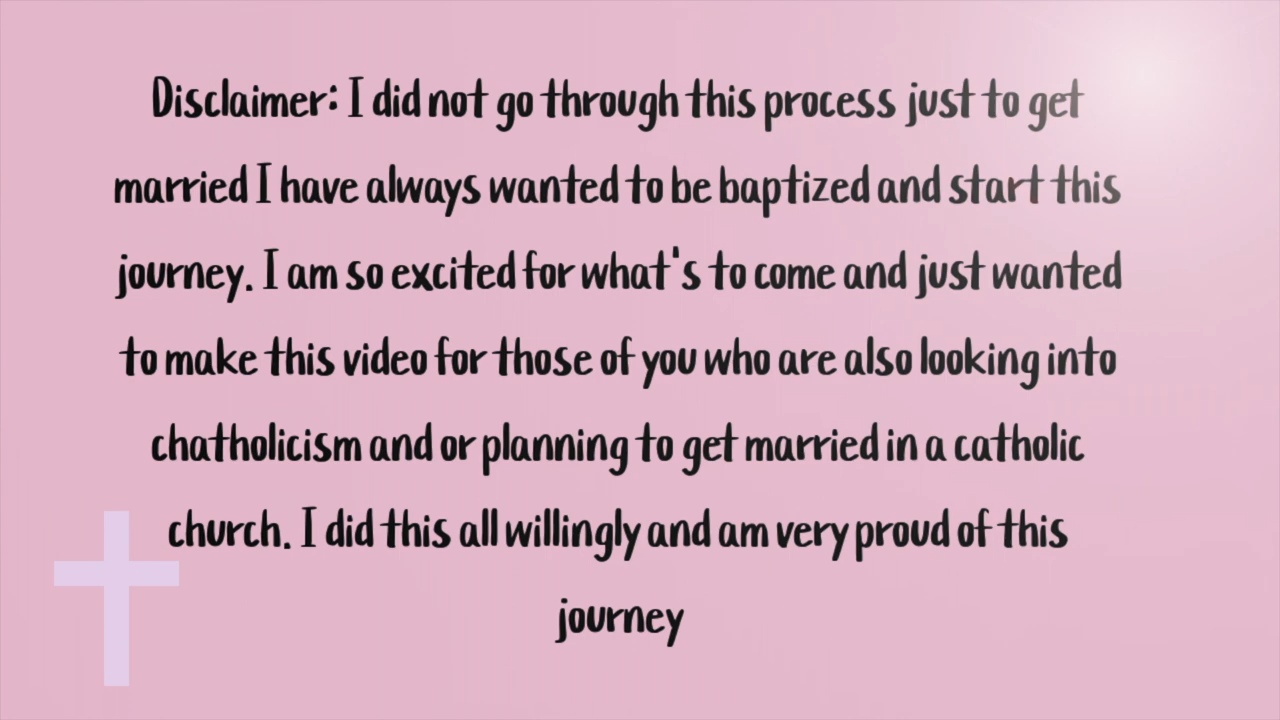 Disclaimer: I did not go through this process just to get
married I have always wanted to be baptized and start this
journey. I am so excited for what's to come and just wanted
to make this video for those of you who are also looking into
chatholicism and or planning to get married in a catholic
church. I did this all willingly and am very proud of this
journey